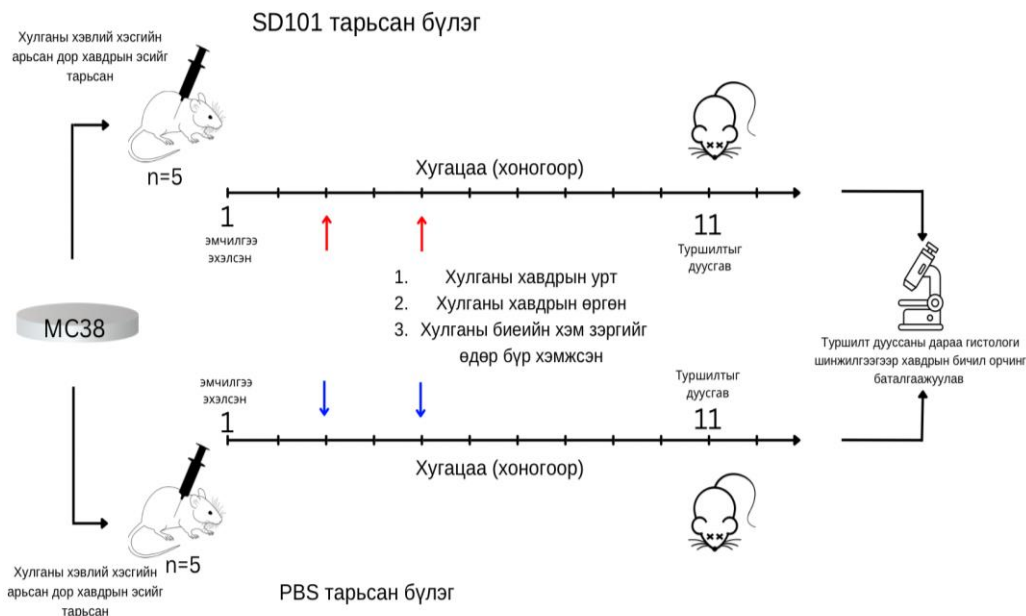 SD101 тарьсан бүлэг
Хулганы хэвлий хэсгийн
арьсан дор хавдрын эсийг
тарьсан
n=5
Хугацаа (хоногоор)
1
эмчилгээ
эхэлсэн
11
Туршилтыг
дуусгав
1. Хулганы хавдрын урт
2. Хулганы хавдрын өргөн
3. Хулганы биеийн хэм зэргийг
өдөр бүр хэмжсэн
MC38
Туршилт дууссаны дараа гистологи
шинжилгээгээр хавдрын бичил орчинг
баталгаажуулав
эмчилгээ
эхэлсэн
1
Туршилтыг
дуусгав
11
Хугацаа (хоногоор)
n=5
Хулганы хэвлий хэсгийн
арьсан дор хавдрын эсийг
тарьсан
PBS тарьсан бүлэг